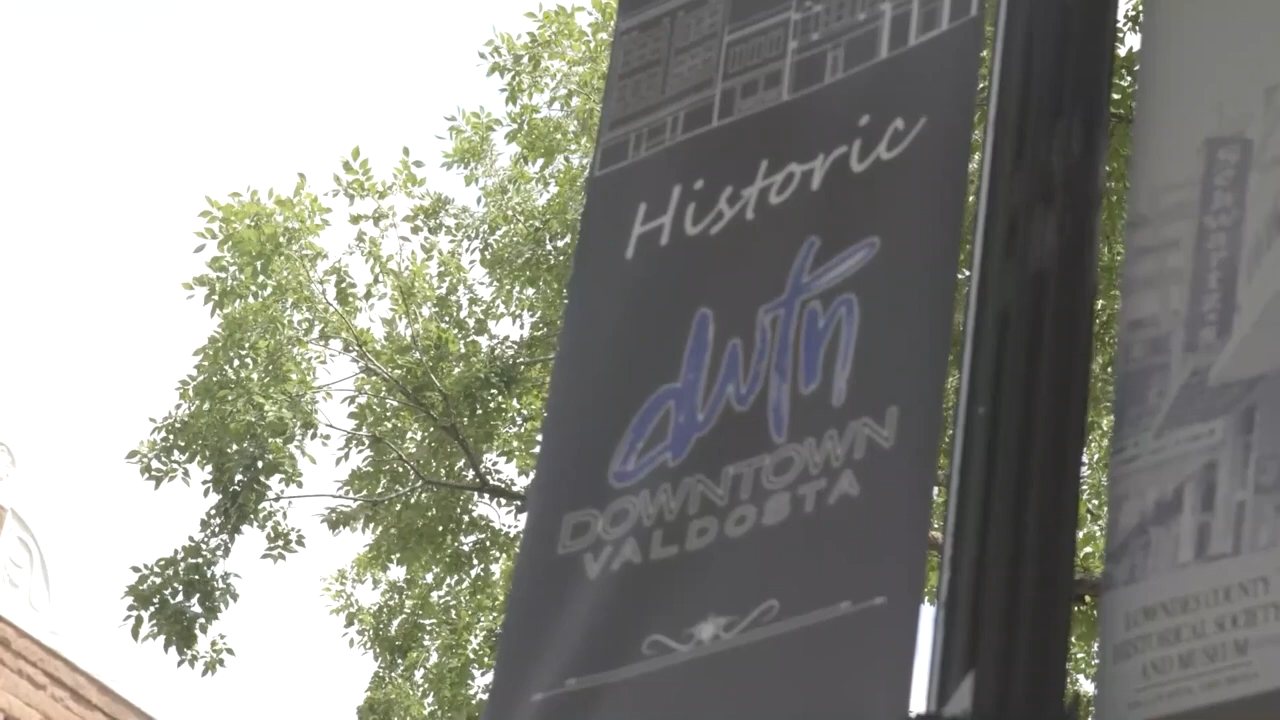 Historic
dwtn
DOWNTOWN
VALDOSTA
LOWNDES COUNTY
HISTORICAL SOCIETY
AND MUSEUM